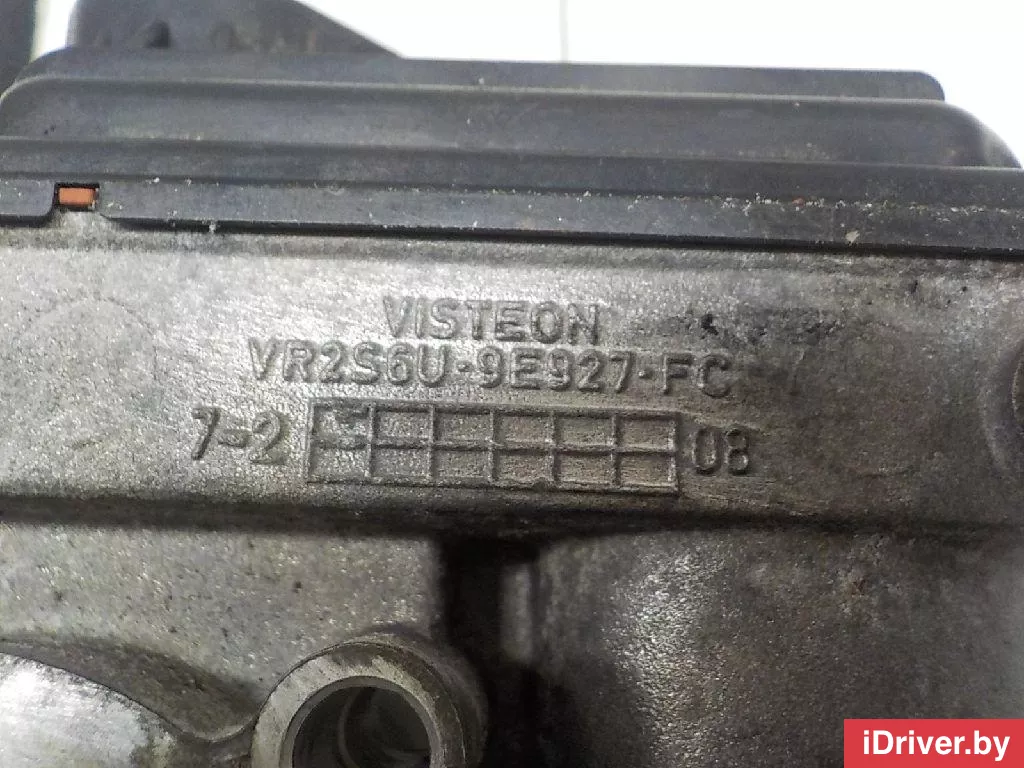 VISTEON
VR2S6U-9E927-FC
7-2 08
iDriver.by